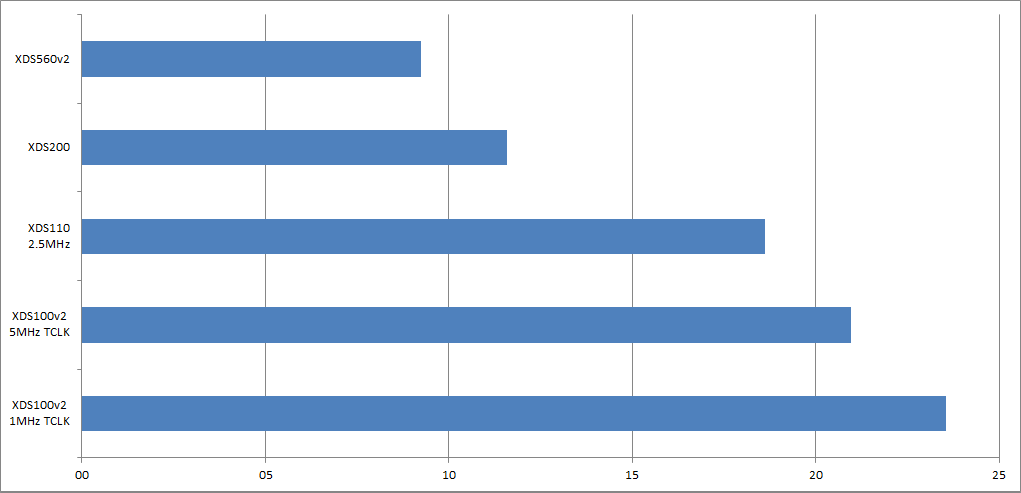 XDS560v2
XDS200
XDS110
2.5MHz
XDS100v2
5MHz TCLK
XDS100v2
1MHz TCLK
00 05 10 15 20 25